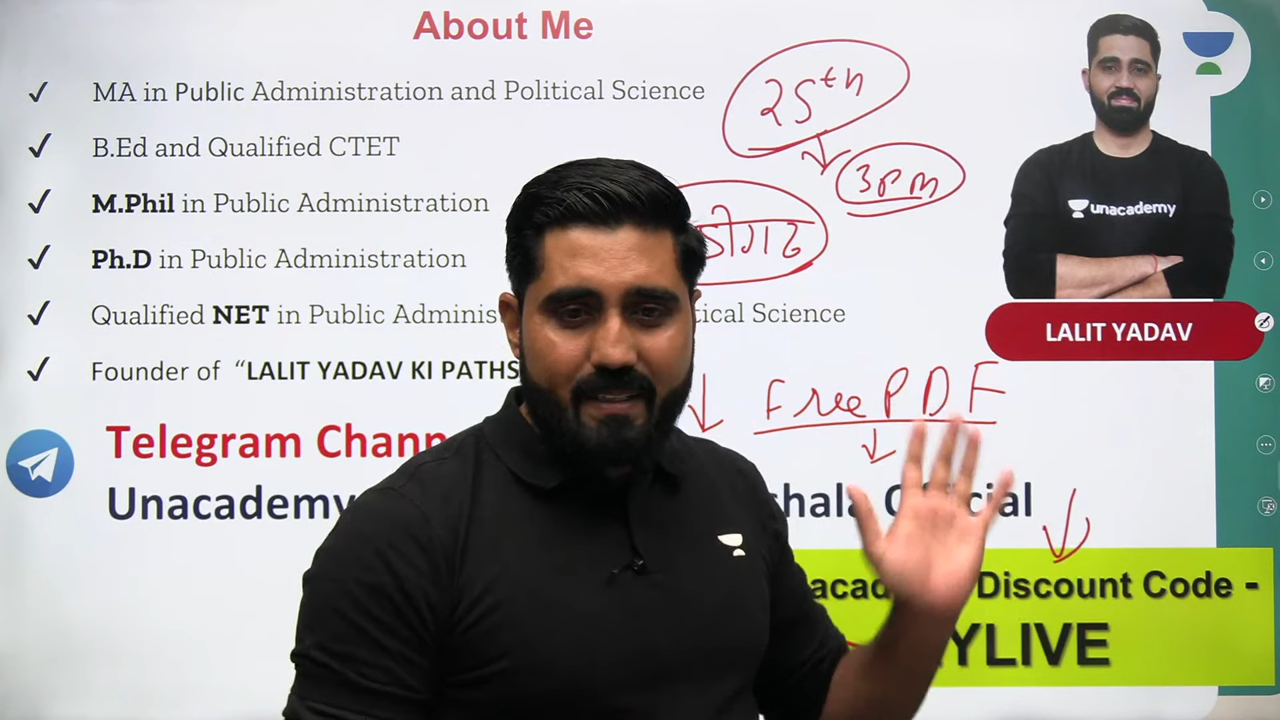 About Me
✓ MA in Public Administration and Political Science
25th
✓ B.Ed and Qualified CTET
3pm
✓ M.Phil in Public Administration
unacademy
✓ Ph.D in Public Administration
✓ Qualified NET in Public Adminis tical Science
LALIT YADAV
✓ Founder of “LALIT YADAV KI PATHS
Free PDF
Telegram Chann
Unacademy shala Official
Discount Code -
YLIVE